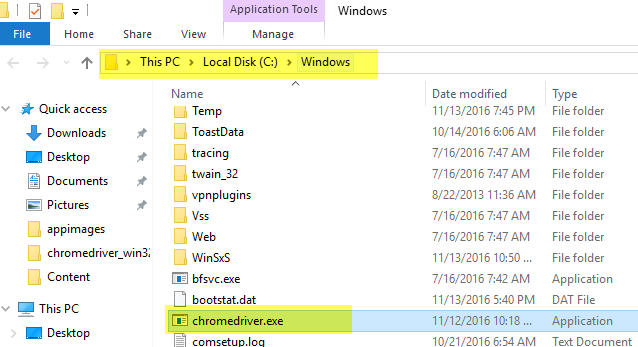 Application Tools Windows
File Home Share View Manage
This PC Local Disk (C:) Windows
Name Date modified Type
Quick access
Downloads
Desktop
Documents
Pictures
appimages
chromedriver_win32
Content
This PC
Desktop
Temp 11/13/2016 7:45 PM File folder
ToastData 10/14/2016 6:06 AM File folder
tracing 7/16/2016 7:47 AM File folder
twain_32 7/16/2016 7:47 AM File folder
vpnplugins 8/22/2013 11:36 AM File folder
Vss 7/16/2016 7:47 AM File folder
Web 7/16/2016 7:47 AM File folder
WinSxS 11/13/2016 10:50 ... File folder
bfsvc.exe 7/16/2016 7:42 AM Application
bootstat.dat 11/13/2016 5:40 PM DAT File
chromedriver.exe 11/12/2016 10:18 ... Application
comsetup.log 10/21/2016 6:54 AM Text Document